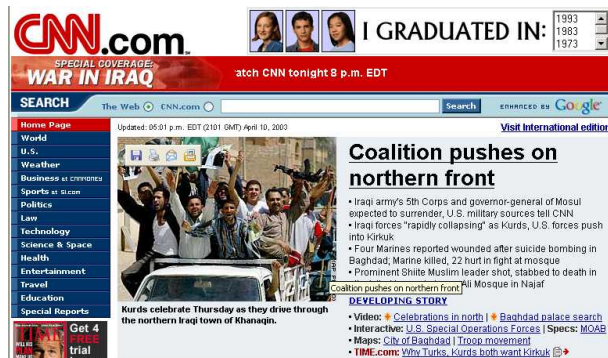 CNN.com
I GRADUATED IN:
1993
1983
1973
SPECIAL COVERAGE:
WAR IN IRAQ
atch CNN tonight 8 p.m. EDT
SEARCH
The Web
CNN.com
Search
ENHANCED BY Google
Home Page
World
U.S.
Weather
Business at CNNMONEY
Sports at SI.com
Politics
Law
Technology
Science & Space
Health
Entertainment
Travel
Education
Special Reports
TIME
Get 4
FREE
trial
Updated: 05:01 p.m. EDT (2101 GMT) April 10, 2003
Kurds celebrate Thursday as they drive through
the northern Iraqi town of Khanaqin.
Visit International edition
Coalition pushes on
northern front
• Iraqi army's 5th Corps and governor-general of Mosul
expected to surrender, U.S. military sources tell CNN
• Iraqi forces "rapidly collapsing" as Kurds, U.S. forces push
into Kirkuk
• Four Marines reported wounded after suicide bombing in
Baghdad; Marine killed, 22 hurt in fight at mosque
• Prominent Shiite Muslim leader shot, stabbed to death in
Coalition pushes on northern front
Ali Mosque in Najaf
DEVELOPING STORY
• Video: Celebrations in north | Baghdad palace search
• Interactive: U.S. Special Operations Forces | Specs: MOAB
• Maps: City of Baghdad | Troop movement
• TIME.com: Why Turks, Kurds both want Kirkuk